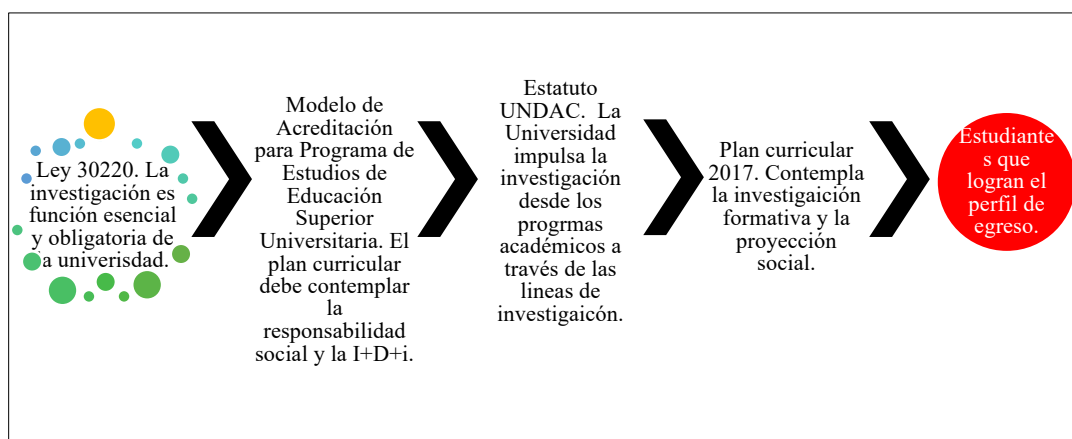 Ley 30220. La
investigación es
función esencial
y obligatoria de
la univerisdad.
Modelo de
Acreditación
para Programa de
Estudios de
Educación
Superior
Universitaria. El
plan curricular
debe contemplar
la
responsabilidad
social y la I+D+i.
Estatuto
UNDAC. La
Universidad
impulsa la
investigación
desde los
progrmas
académicos a
través de las
lineas de
investigaicón.
Plan curricular
2017. Contempla
la investigaición
formativa y la
proyección
social.
Estudiante
s que
logran el
perfil de
egreso.